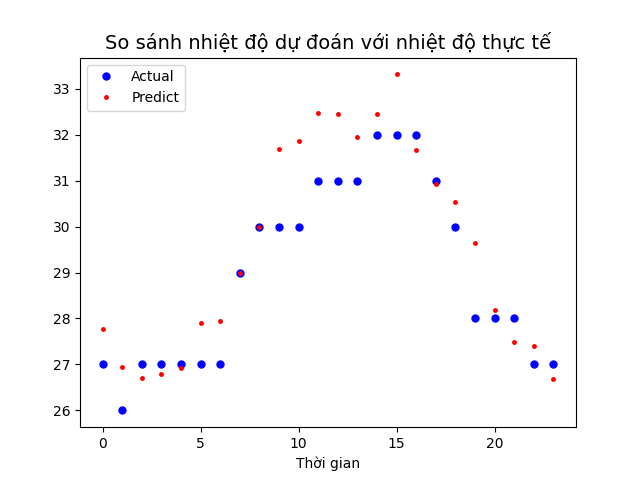 So sánh nhiệt độ dự đoán với nhiệt độ thực tế
Actual
Predict
33
32
31
30
29
28
27
26
0 5 10 15 20
Thời gian